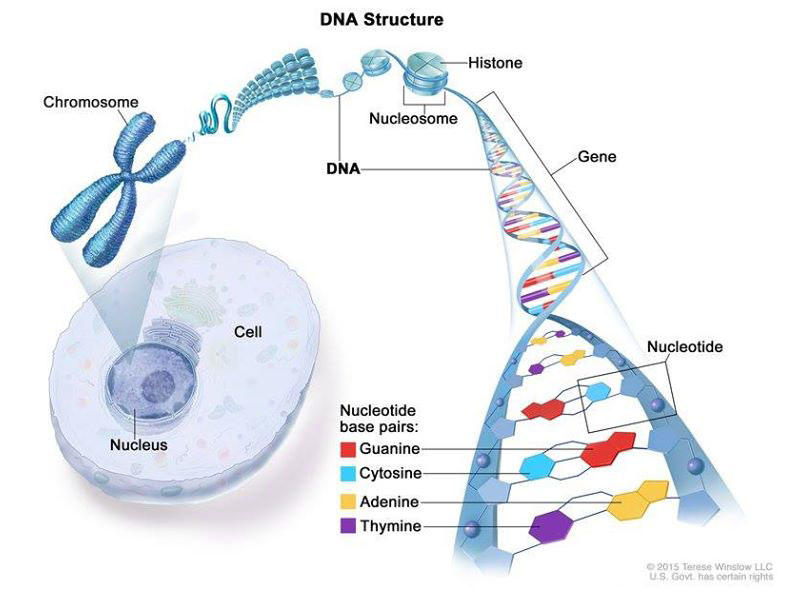 DNA Structure
Histone
Chromosome
Nucleosome
DNA
Gene
Cell
Nucleotide
Nucleus
Nucleotide
base pairs:
Guanine
Cytosine
Adenine
Thymine
© 2015 Terese Winslow LLC
U.S. Govt. has certain rights